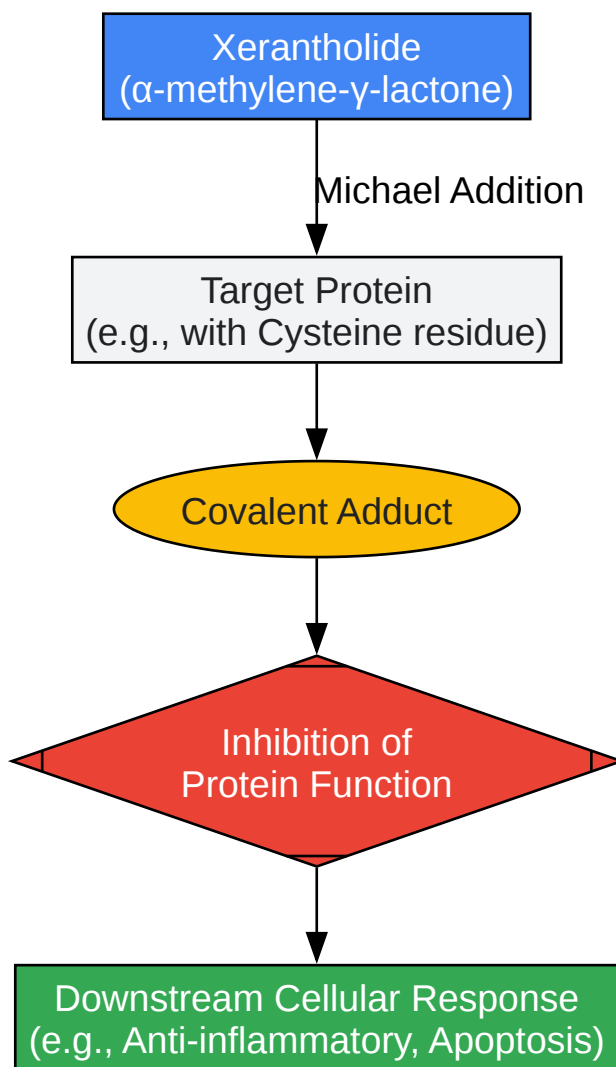 Xerantholide
(α-methylene-γ-lactone)
Michael Addition
Target Protein
(e.g., with Cysteine residue)
Covalent Adduct
Inhibition of
Protein Function
Downstream Cellular Response
(e.g., Anti-inflammatory, Apoptosis)